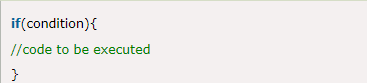 if(condition){
//code to be executed
}